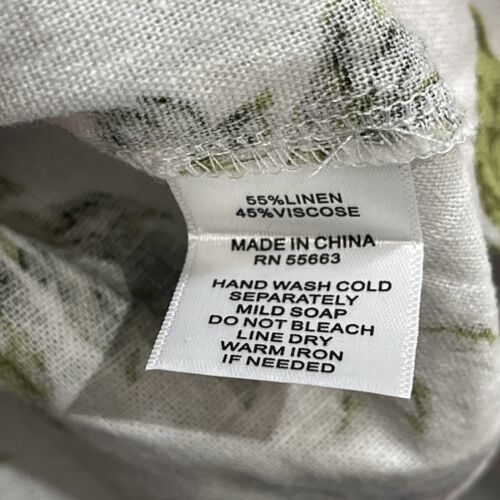 55%LINEN
45%VISCOSE
MADE IN CHINA
RN 55663
HAND WASH COLD
SEPARATELY
MILD SOAP
DO NOT BLEACH
LINE DRY
WARM IRON
IF NEEDED